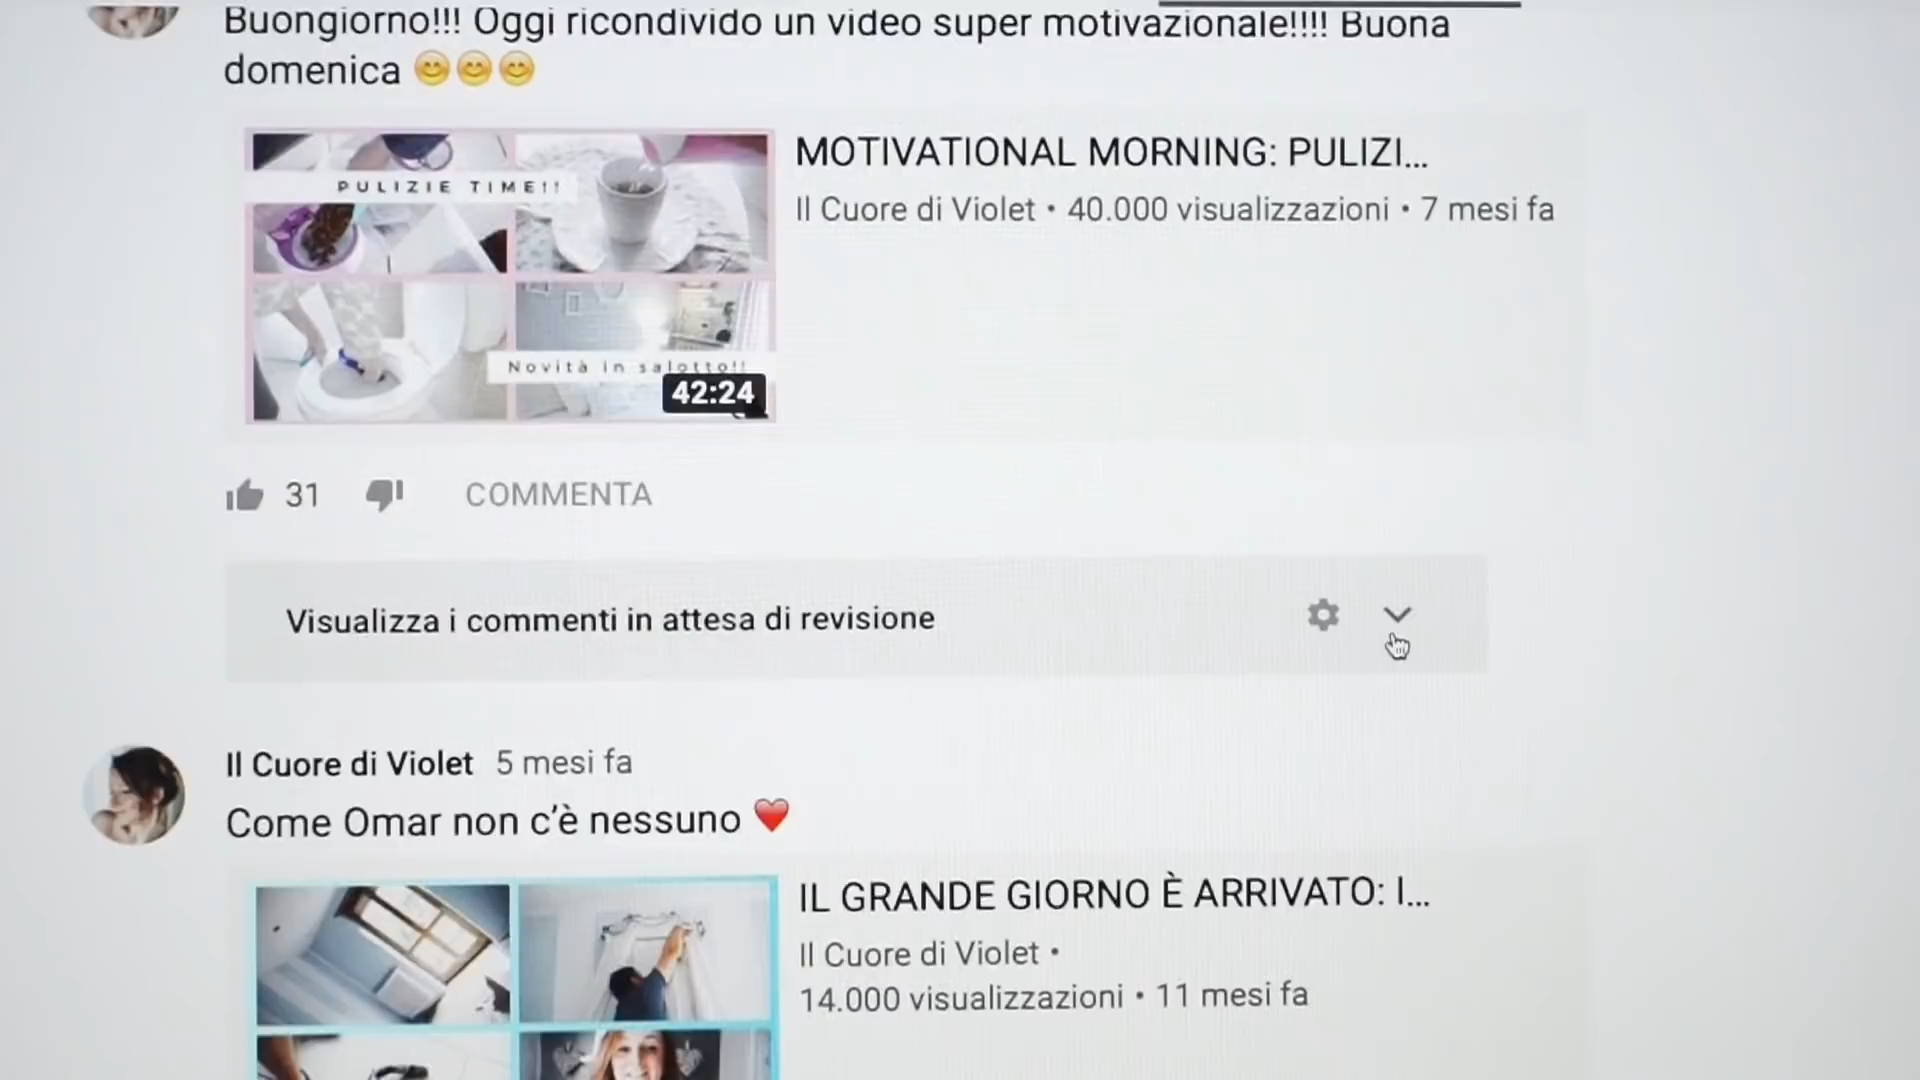 Buongiorno!!! Oggi ricondivido un video super motivazionale!!!! Buona
domenica 😊😊😊
PULIZIE TIME!!
Novità in salotto!!
42:24
MOTIVATIONAL MORNING: PULIZI...
Il Cuore di Violet • 40.000 visualizzazioni • 7 mesi fa
31 COMMENTA
Visualizza i commenti in attesa di revisione
Il Cuore di Violet 5 mesi fa
Come Omar non c'è nessuno ❤️
IL GRANDE GIORNO È ARRIVATO: I...
Il Cuore di Violet •
14.000 visualizzazioni • 11 mesi fa